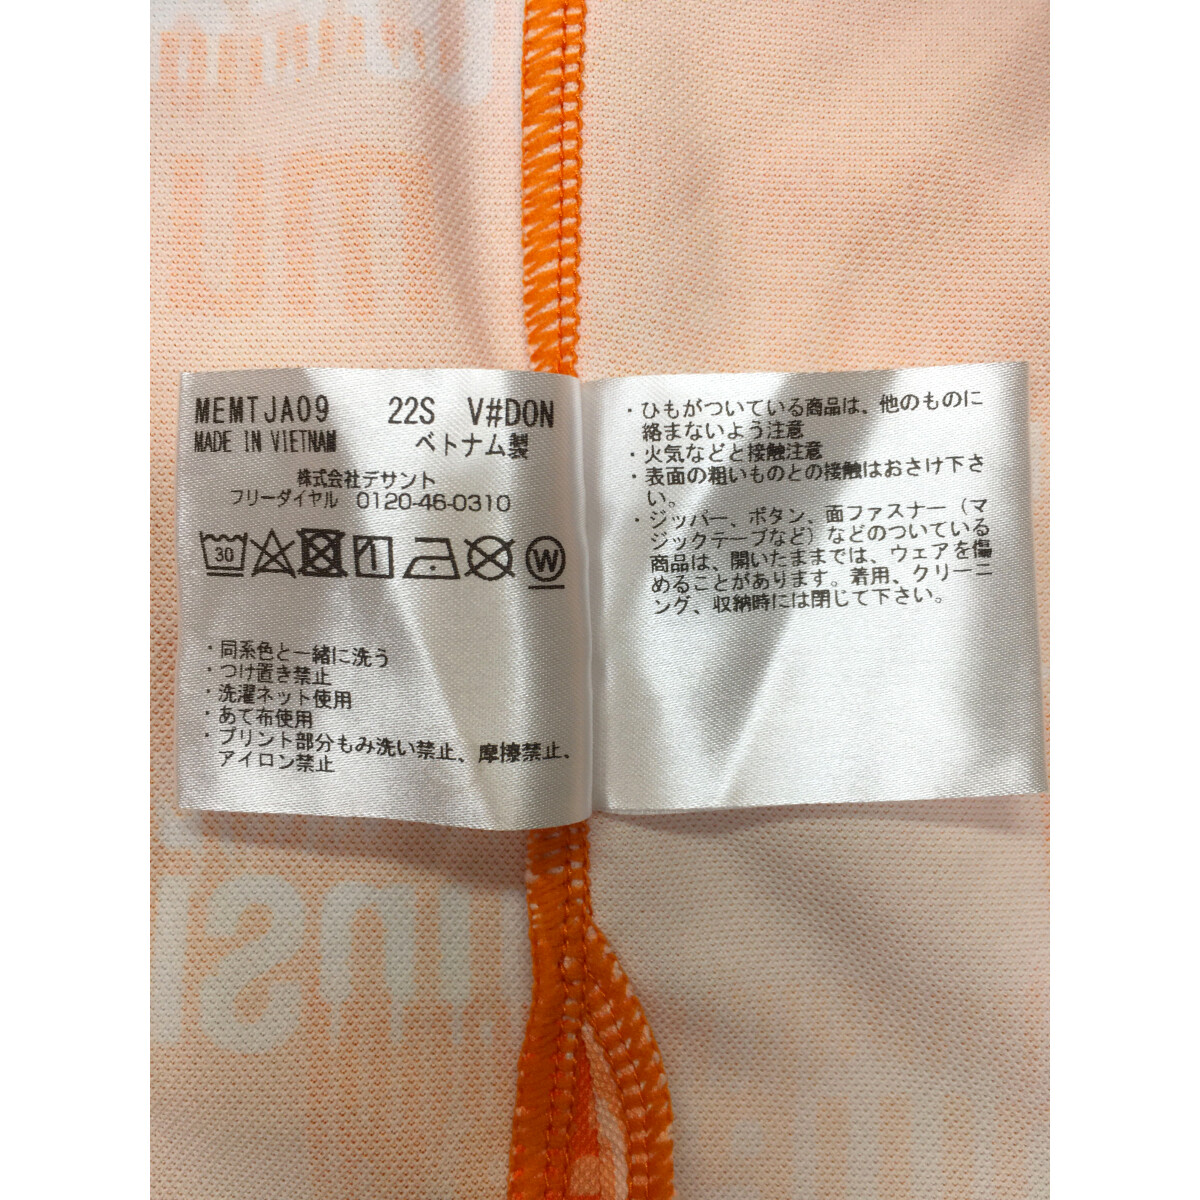 MEMTJA09 22S V#DON
MADE IN VIETNAM ベトナム製
株式会社デサント
フリーダイヤル 0120-46-0310
30
W
・同系色と一緒に洗う
・つけ置き禁止
・洗濯ネット使用
・あて布使用
・プリント部分もみ洗い禁止、摩擦禁止、
アイロン禁止
・ひもがついている商品は、他のものに
絡まないよう注意
・火気などと接触注意
・表面の粗いものとの接触はおさけ下さ
い。
・ジッパー、ボタン、面ファスナー（マ
ジックテープなど）などのついている
商品は、開いたままでは、ウェアを傷
めることがあります。着用、クリーニ
ング、収納時には閉じて下さい。